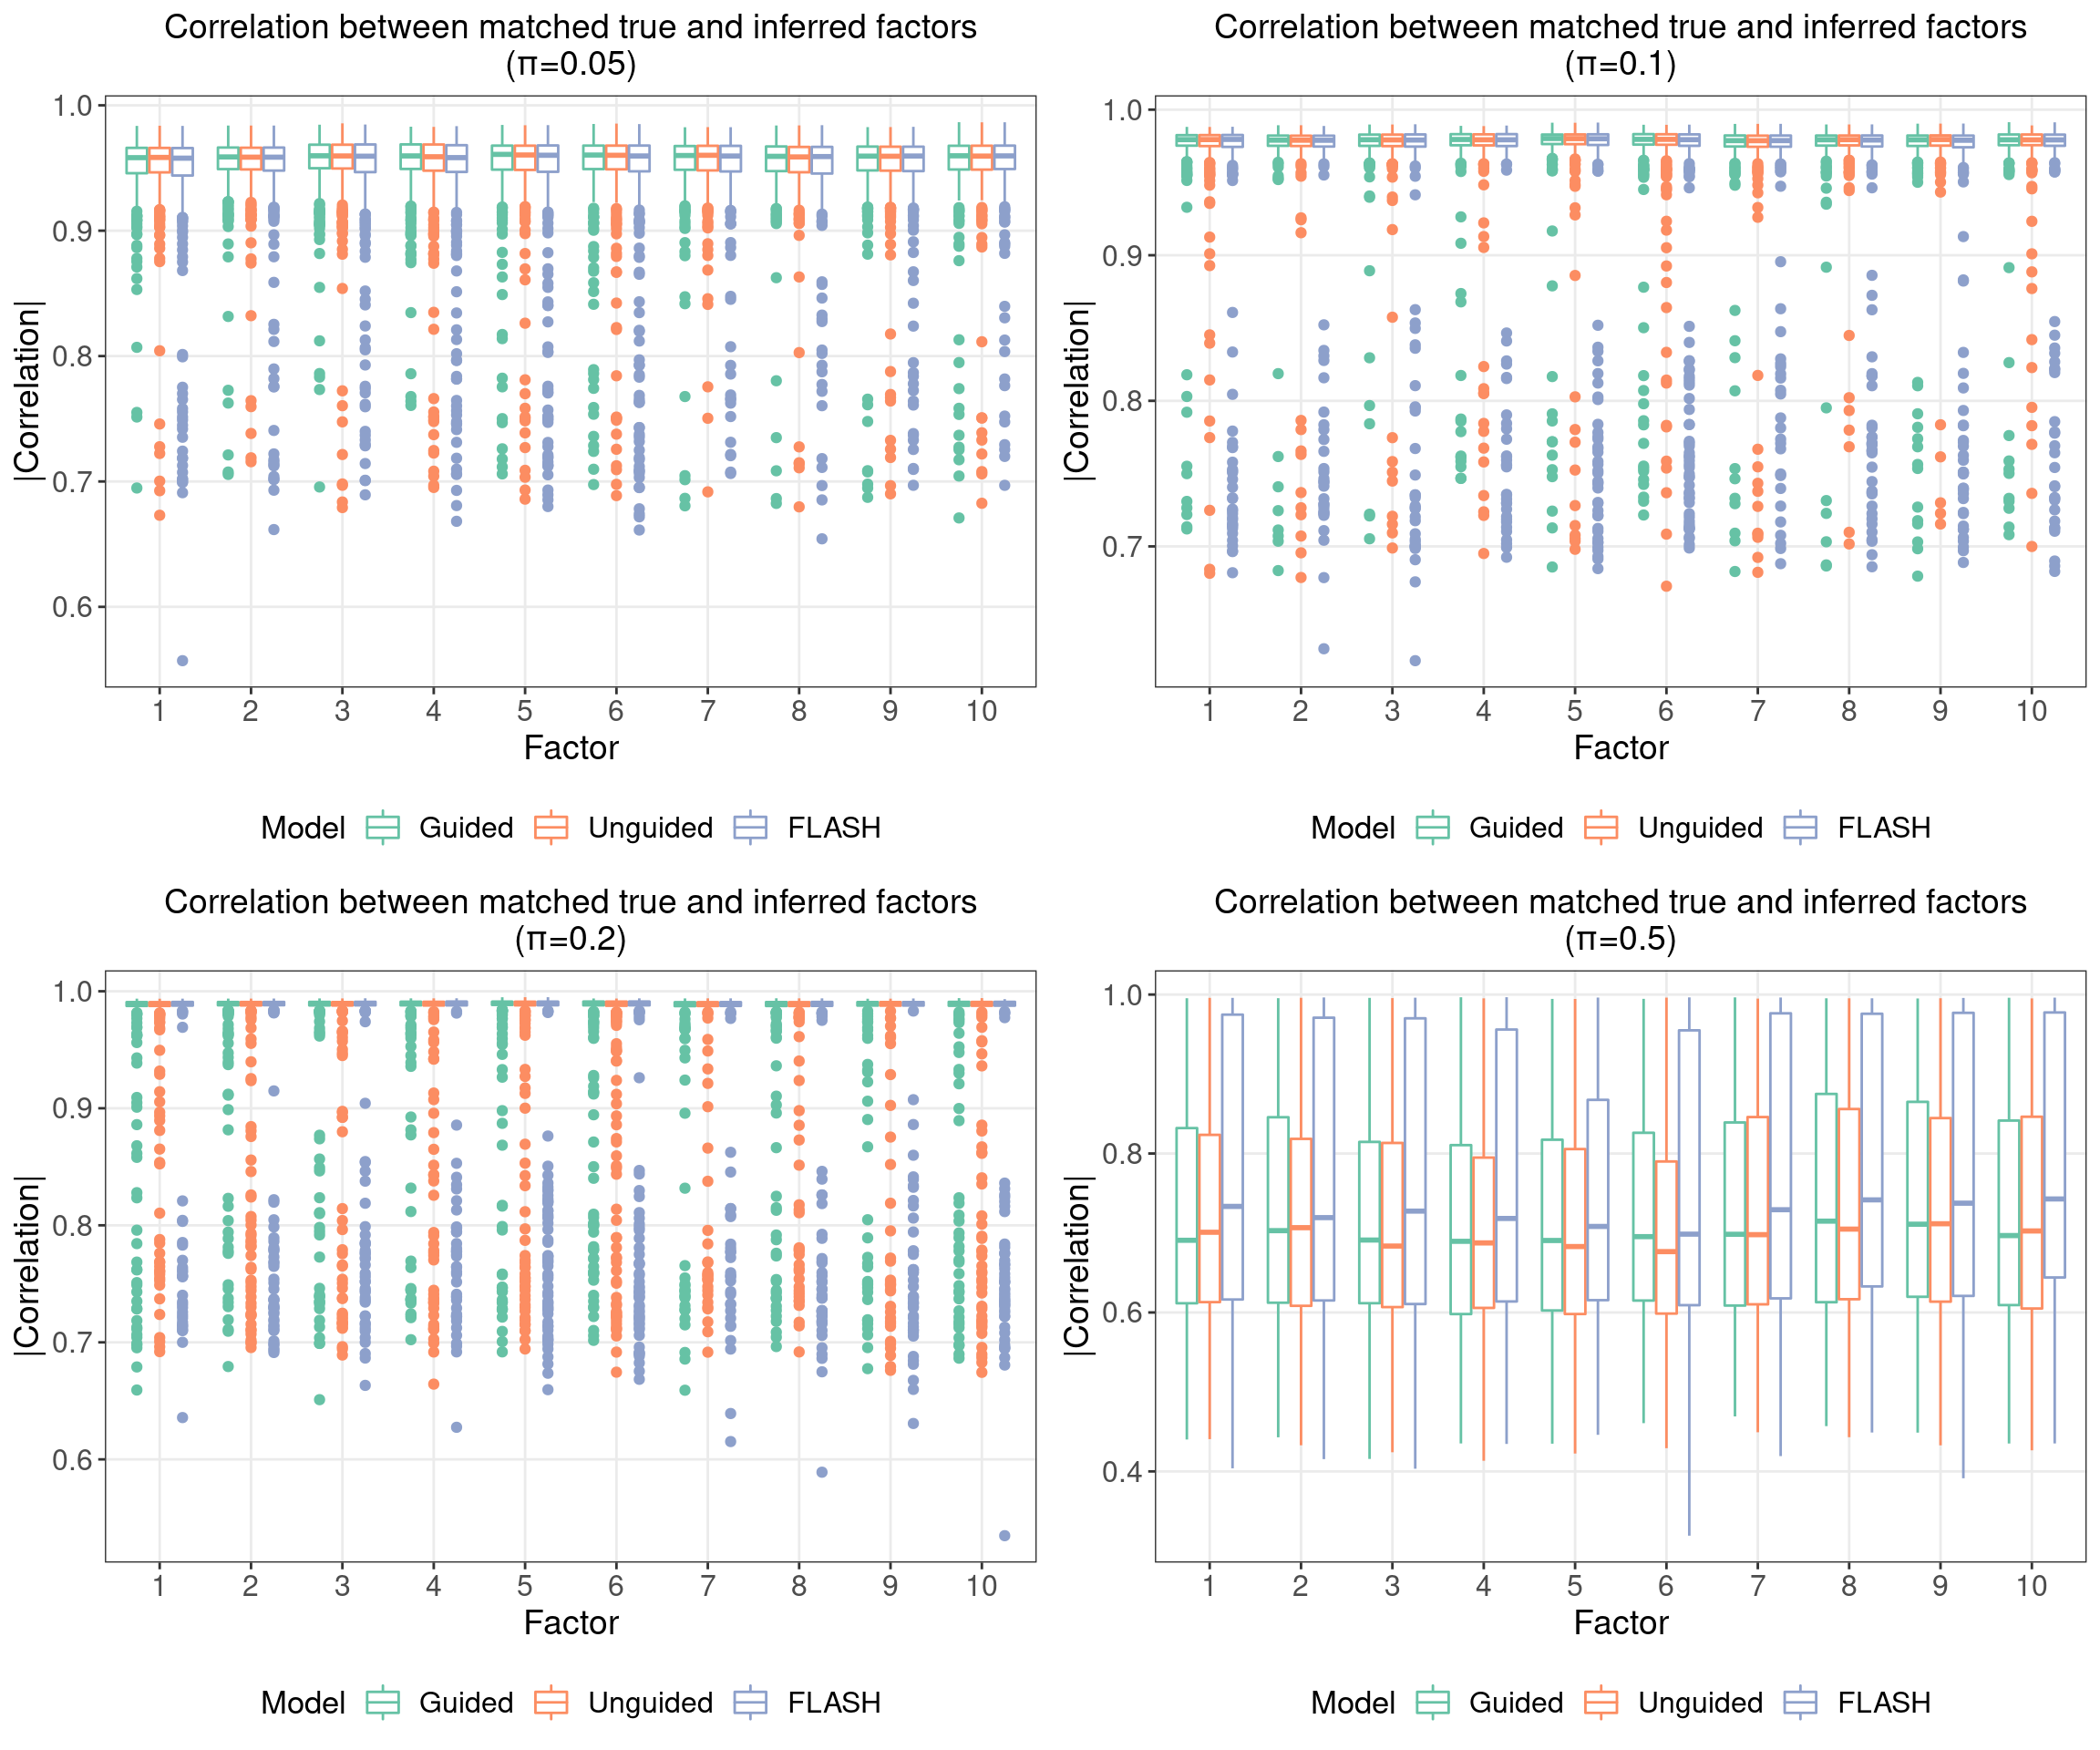 Correlation between matched true and inferred factors
(π=0.05)
|Correlation|
1.0
0.9
0.8
0.7
0.6
1 2 3 4 5 6 7 8 9 10
Factor
Model Guided Unguided FLASH
Correlation between matched true and inferred factors
(π=0.1)
|Correlation|
1.0
0.9
0.8
0.7
1 2 3 4 5 6 7 8 9 10
Factor
Model Guided Unguided FLASH
Correlation between matched true and inferred factors
(π=0.2)
|Correlation|
1.0
0.9
0.8
0.7
0.6
1 2 3 4 5 6 7 8 9 10
Factor
Model Guided Unguided FLASH
Correlation between matched true and inferred factors
(π=0.5)
|Correlation|
1.0
0.8
0.6
0.4
1 2 3 4 5 6 7 8 9 10
Factor
Model Guided Unguided FLASH